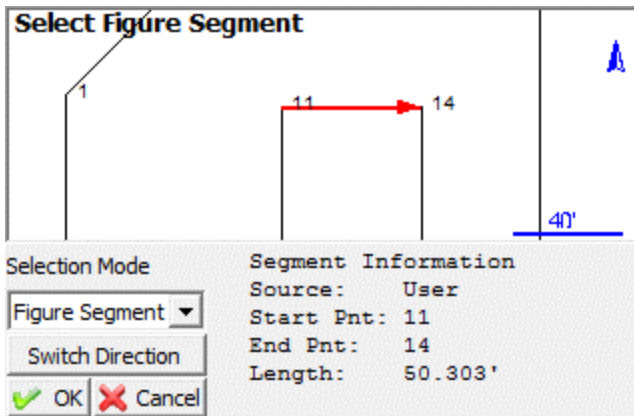 Select Figure Segment
1
11
14
40'
Selection Mode
Figure Segment
Switch Direction
OK
Cancel
Segment Information
Source: User
Start Pnt: 11
End Pnt: 14
Length: 50.303'